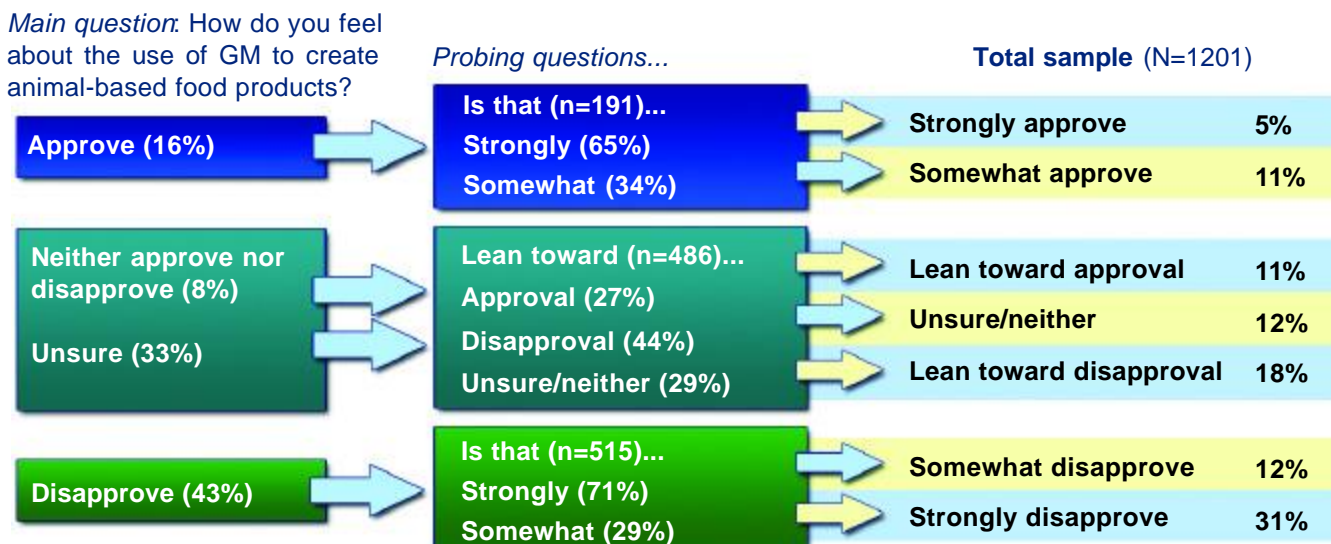 Main question: How do you feel
about the use of GM to create
animal-based food products?
Probing questions...
Total sample (N=1201)
Approve (16%)
Is that (n=191)...
Strongly (65%)
Somewhat (34%)
Strongly approve 5%
Somewhat approve 11%
Neither approve nor
disapprove (8%)
Unsure (33%)
Lean toward (n=486)...
Approval (27%)
Disapproval (44%)
Unsure/neither (29%)
Lean toward approval 11%
Unsure/neither 12%
Lean toward disapproval 18%
Disapprove (43%)
Is that (n=515)...
Strongly (71%)
Somewhat (29%)
Somewhat disapprove 12%
Strongly disapprove 31%